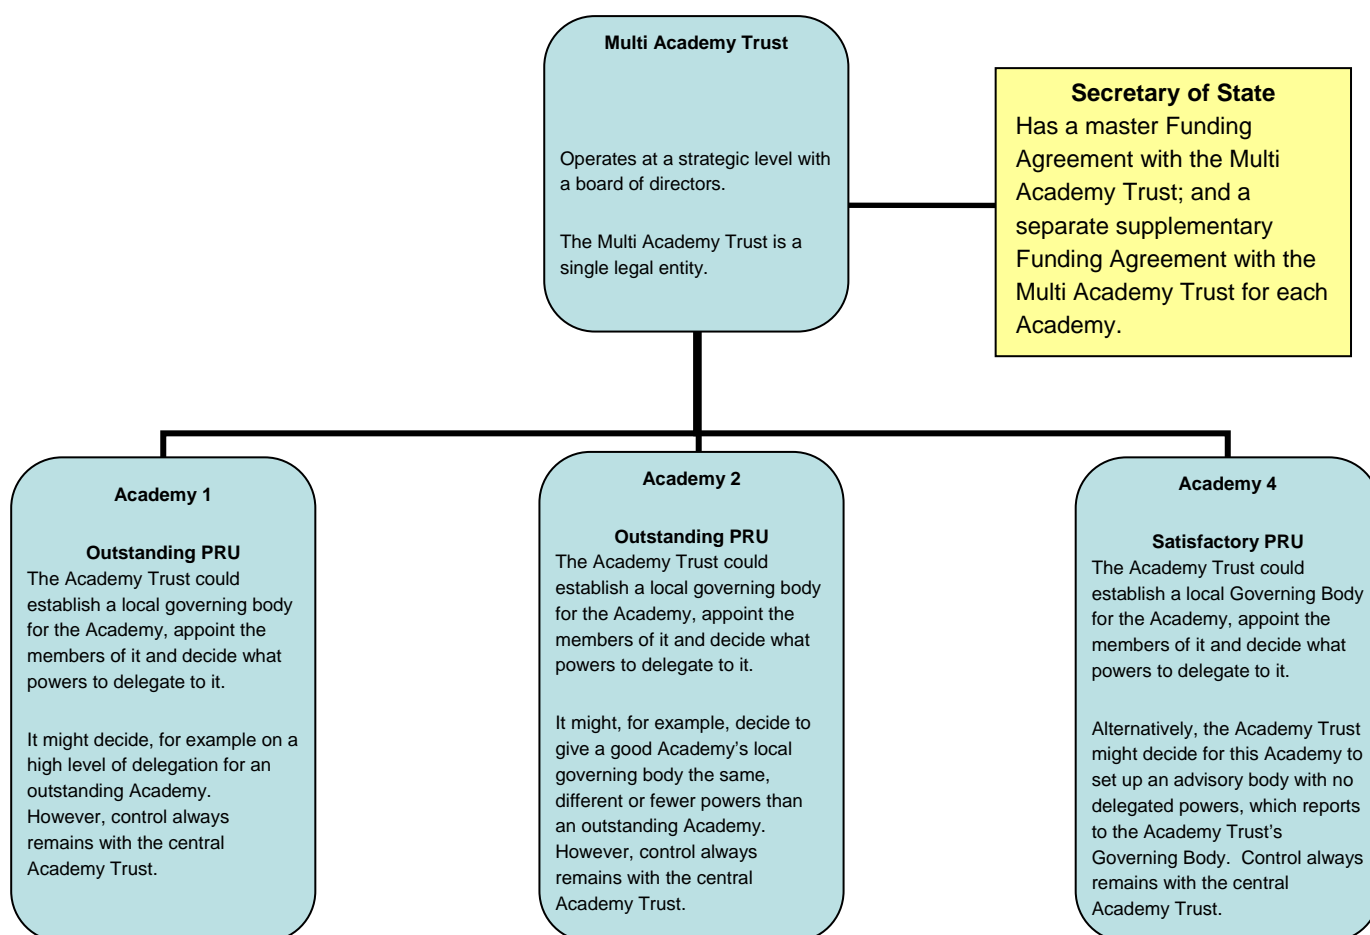 Multi Academy Trust
Operates at a strategic level with
a board of directors.
The Multi Academy Trust is a
single legal entity.
Secretary of State
Has a master Funding
Agreement with the Multi
Academy Trust; and a
separate supplementary
Funding Agreement with the
Multi Academy Trust for each
Academy.
Academy 1
Outstanding PRU
The Academy Trust could
establish a local governing body
for the Academy, appoint the
members of it and decide what
powers to delegate to it.
It might decide, for example on a
high level of delegation for an
outstanding Academy.
However, control always
remains with the central
Academy Trust.
Academy 2
Outstanding PRU
The Academy Trust could
establish a local governing body
for the Academy, appoint the
members of it and decide what
powers to delegate to it.
It might, for example, decide to
give a good Academy's local
governing body the same,
different or fewer powers than
an outstanding Academy.
However, control always
remains with the central
Academy Trust.
Academy 4
Satisfactory PRU
The Academy Trust could
establish a local Governing Body
for the Academy, appoint the
members of it and decide what
powers to delegate to it.
Alternatively, the Academy Trust
might decide for this Academy to
set up an advisory body with no
delegated powers, which reports
to the Academy Trust's
Governing Body.  Control always
remains with the central
Academy Trust.